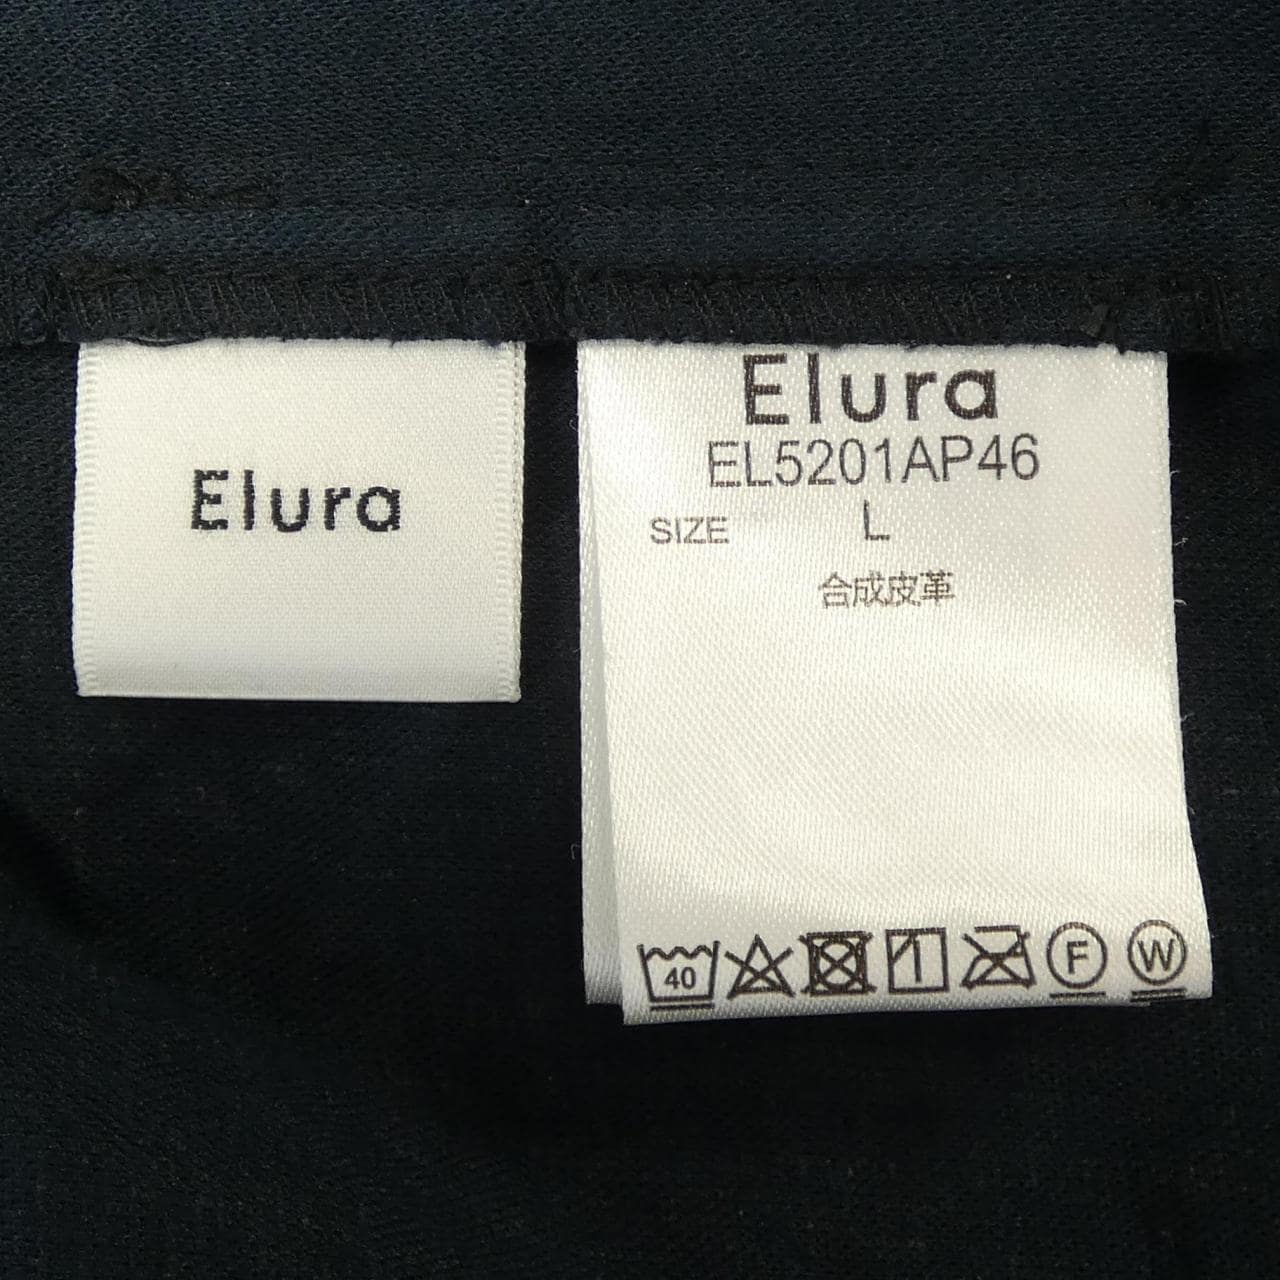 Elura
Elura
EL5201AP46
SIZE L
合成皮革
40 F W